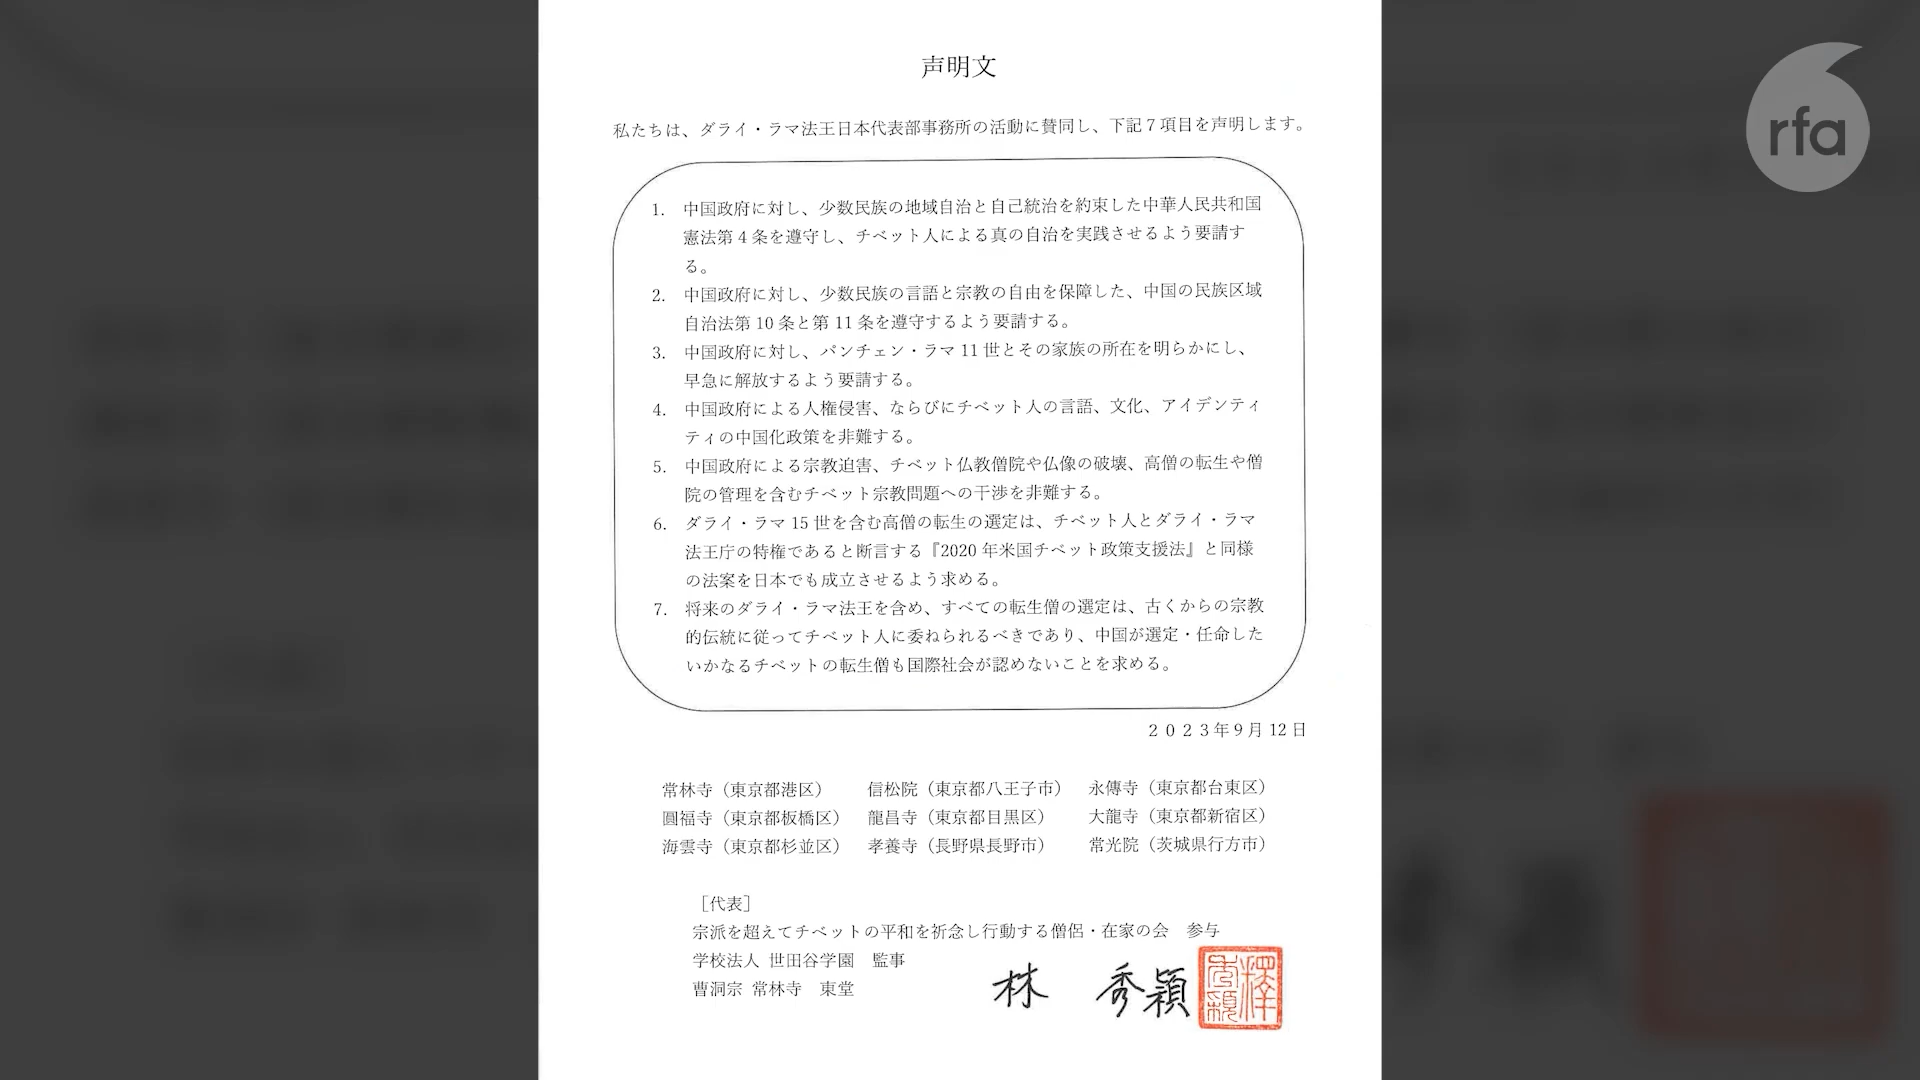 声明文
私たちは、ダライ・ラマ法王日本代表部事務所の活動に賛同し、下記７項目を声明します。
1. 中国政府に対し、少数民族の地域自治と自己統治を約束した中華人民共和国
憲法第４条を遵守し、チベット人による真の自治を実践させるよう要請す
る。
2. 中国政府に対し、少数民族の言語と宗教の自由を保障した、中国の民族区域
自治法第 10 条と第 11 条を遵守するよう要請する。
3. 中国政府に対し、パンチェン・ラマ 11 世とその家族の所在を明らかにし、
早急に解放するよう要請する。
4. 中国政府による人権侵害、ならびにチベット人の言語、文化、アイデンティ
ティの中国化政策を非難する。
5. 中国政府による宗教迫害、チベット仏教僧院や仏像の破壊、高僧の転生や僧
院の管理を含むチベット宗教問題への干渉を非難する。
6. ダライ・ラマ 15 世を含む高僧の転生の選定は、チベット人とダライ・ラマ
法王庁の特権であると断言する『2020 年米国チベット政策支援法』と同様
の法案を日本でも成立させるよう求める。
7. 将来のダライ・ラマ法王を含め、すべての転生僧の選定は、古くからの宗教
的伝統に従ってチベット人に委ねられるべきであり、中国が選定・任命した
いかなるチベットの転生僧も国際社会が認めないことを求める。
２０２３年９月 12 日
常林寺（東京都港区） 信松院（東京都八王子市） 永傳寺（東京都台東区）
圓福寺（東京都板橋区） 龍昌寺（東京都目黒区） 大龍寺（東京都新宿区）
海雲寺（東京都杉並区） 孝養寺（長野県長野市） 常光院（茨城県行方市）
［代表］
宗派を超えてチベットの平和を祈念し行動する僧侶・在家の会　参与
学校法人 世田谷学園　監事
曹洞宗 常林寺　東堂
林　秀穎
rfa